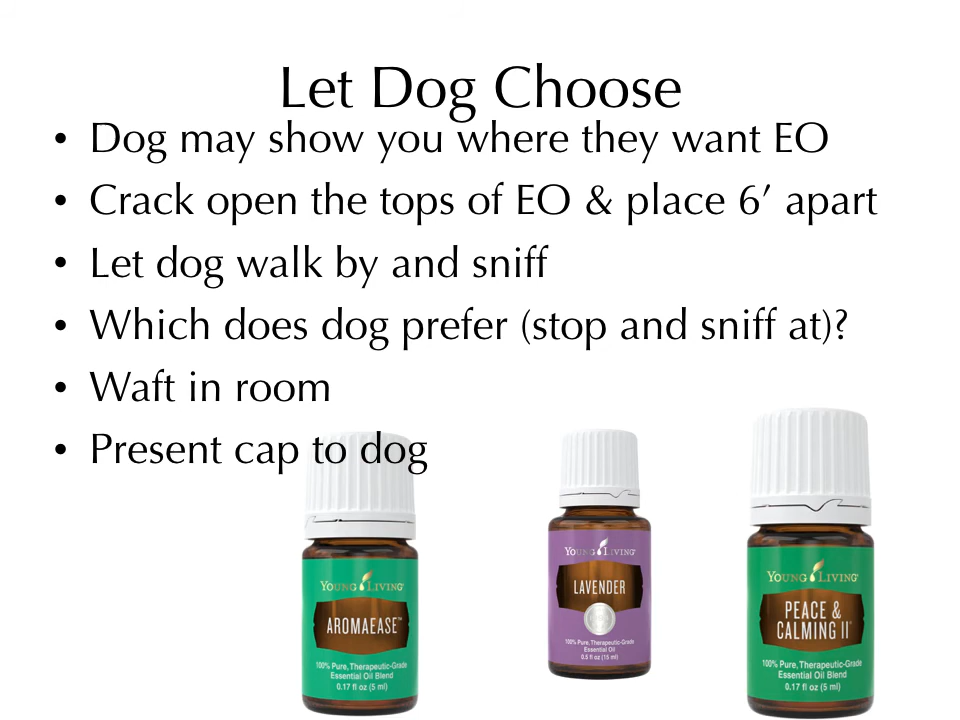 Let Dog Choose
• Dog may show you where they want EO
• Crack open the tops of EO & place 6’ apart
• Let dog walk by and sniff
• Which does dog prefer (stop and sniff at)?
• Waft in room
• Present cap to dog
YOUNG LIVING
AROMAEASE™
100% Pure, Therapeutic-Grade
Essential Oil Blend
0.17 fl oz (5 ml)
YOUNG LIVING
LAVENDER
100% Pure, Therapeutic-Grade
Essential Oil
0.5 fl oz (15 ml)
YOUNG LIVING
PEACE &
CALMING II
100% Pure, Therapeutic-Grade
Essential Oil Blend
0.17 fl oz (5 ml)